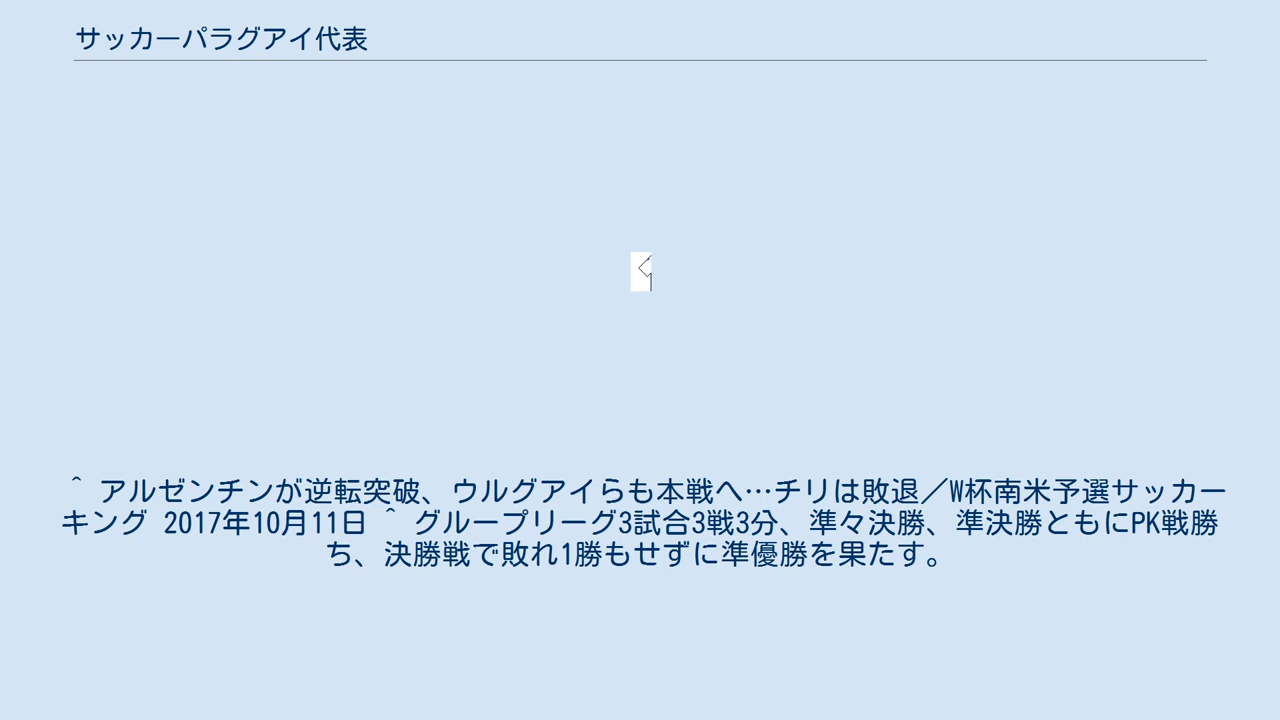 サッカーパラグアイ代表
^ アルゼンチンが逆転突破、ウルグアイらも本戦へ…チリは敗退／W杯南米予選サッカー
キング 2017年10月11日 ^ グループリーグ3試合3戦3分、準々決勝、準決勝ともにPK戦勝
ち、決勝戦で敗れ1勝もせずに準優勝を果たす。